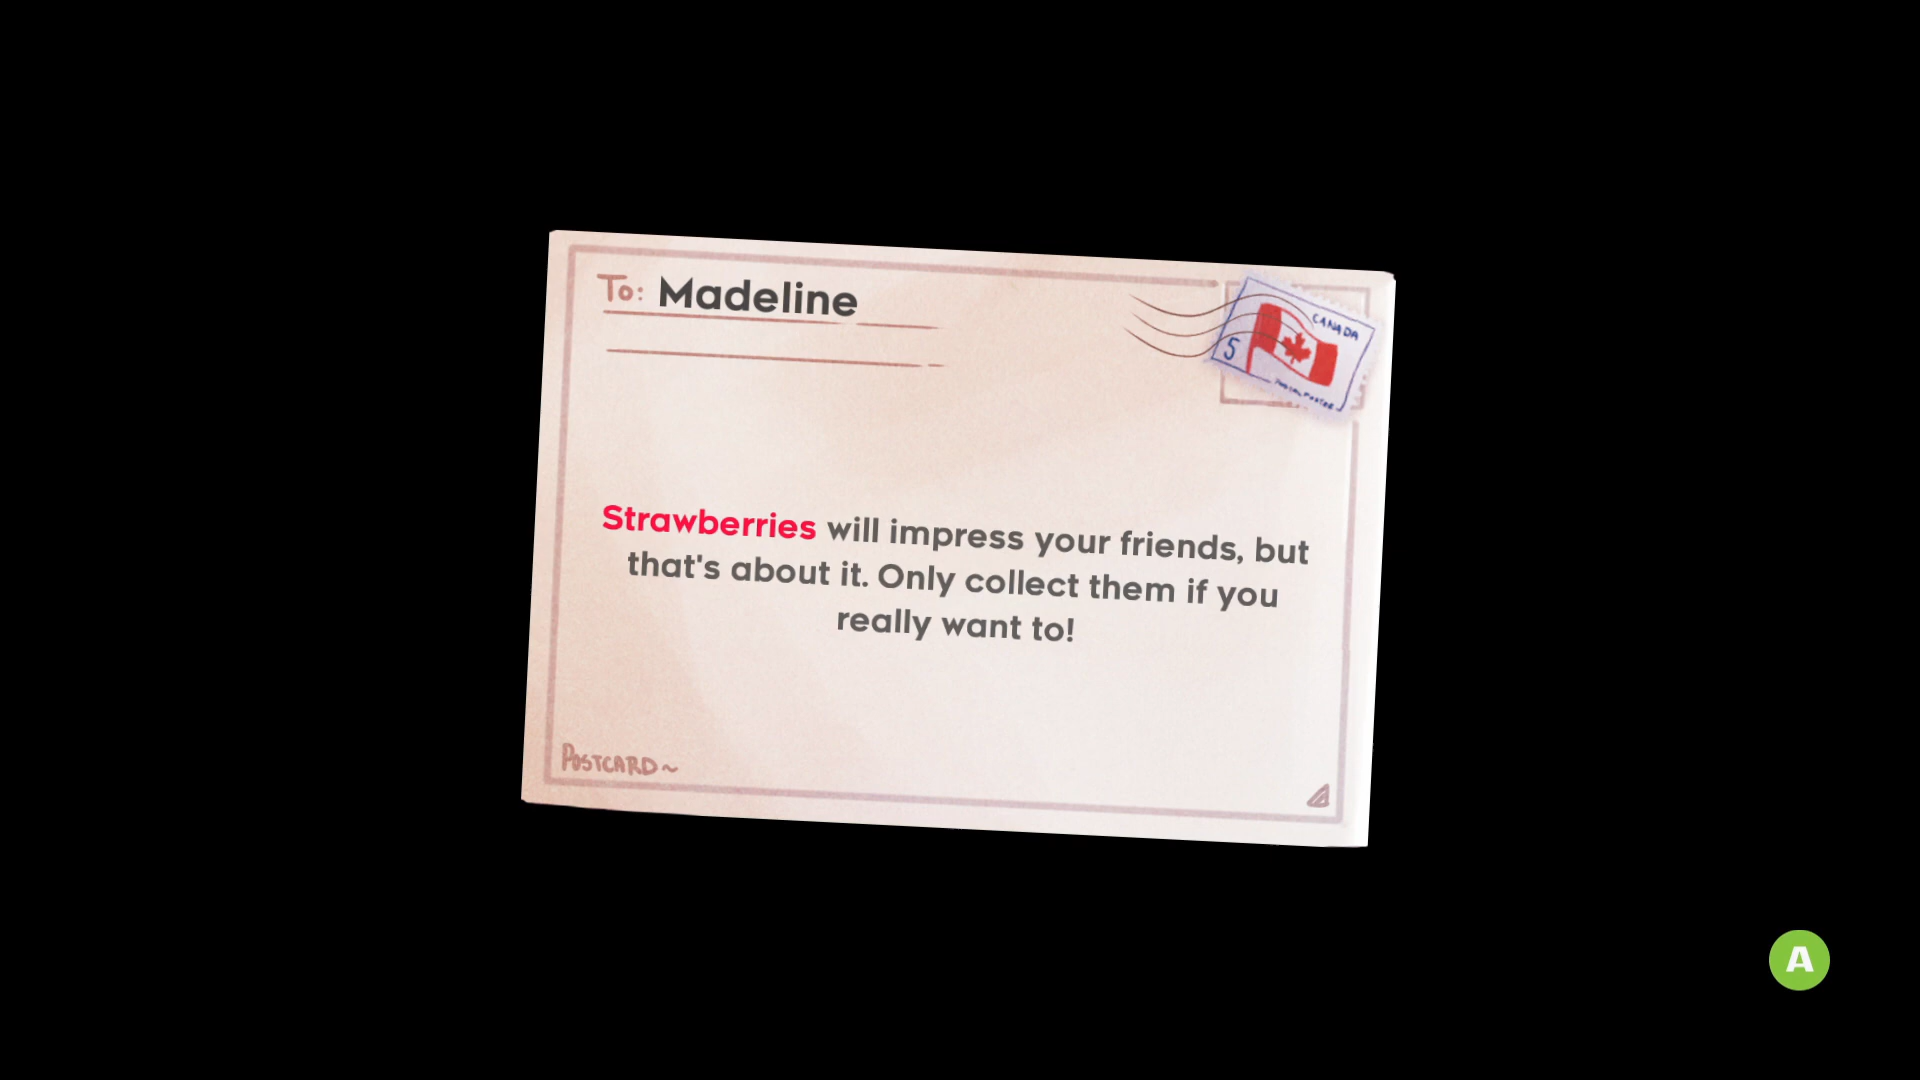 To: Madeline
CANADA
5
Strawberries will impress your friends, but
that's about it. Only collect them if you
really want to!
POSTCARD~
A